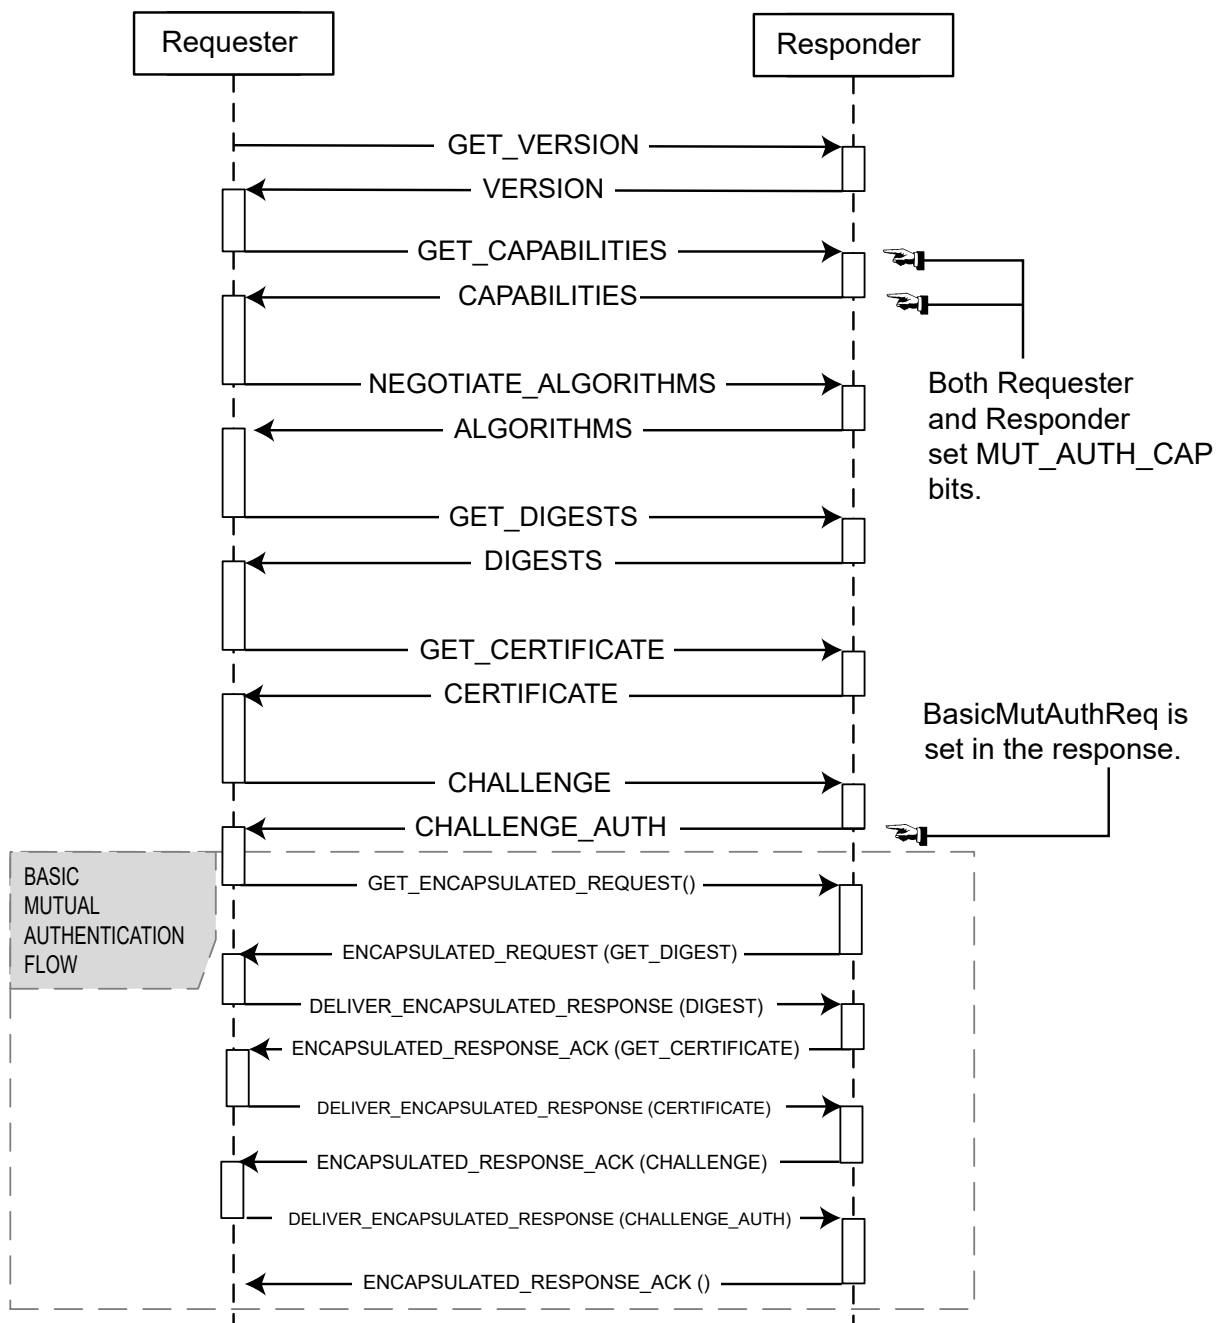 Requester
Responder
GET_VERSION
VERSION
GET_CAPABILITIES
CAPABILITIES
NEGOTIATE_ALGORITHMS
Both Requester
and Responder
set MUT_AUTH_CAP
bits.
ALGORITHMS
GET_DIGESTS
DIGESTS
GET_CERTIFICATE
CERTIFICATE
BasicMutAuthReq is
set in the response.
CHALLENGE
CHALLENGE_AUTH
BASIC
MUTUAL
AUTHENTICATION
FLOW
GET_ENCAPSULATED_REQUEST()
ENCAPSULATED_REQUEST (GET_DIGEST)
DELIVER_ENCAPSULATED_RESPONSE (DIGEST)
ENCAPSULATED_RESPONSE_ACK (GET_CERTIFICATE)
DELIVER_ENCAPSULATED_RESPONSE (CERTIFICATE)
ENCAPSULATED_RESPONSE_ACK (CHALLENGE)
DELIVER_ENCAPSULATED_RESPONSE (CHALLENGE_AUTH)
ENCAPSULATED_RESPONSE_ACK ()